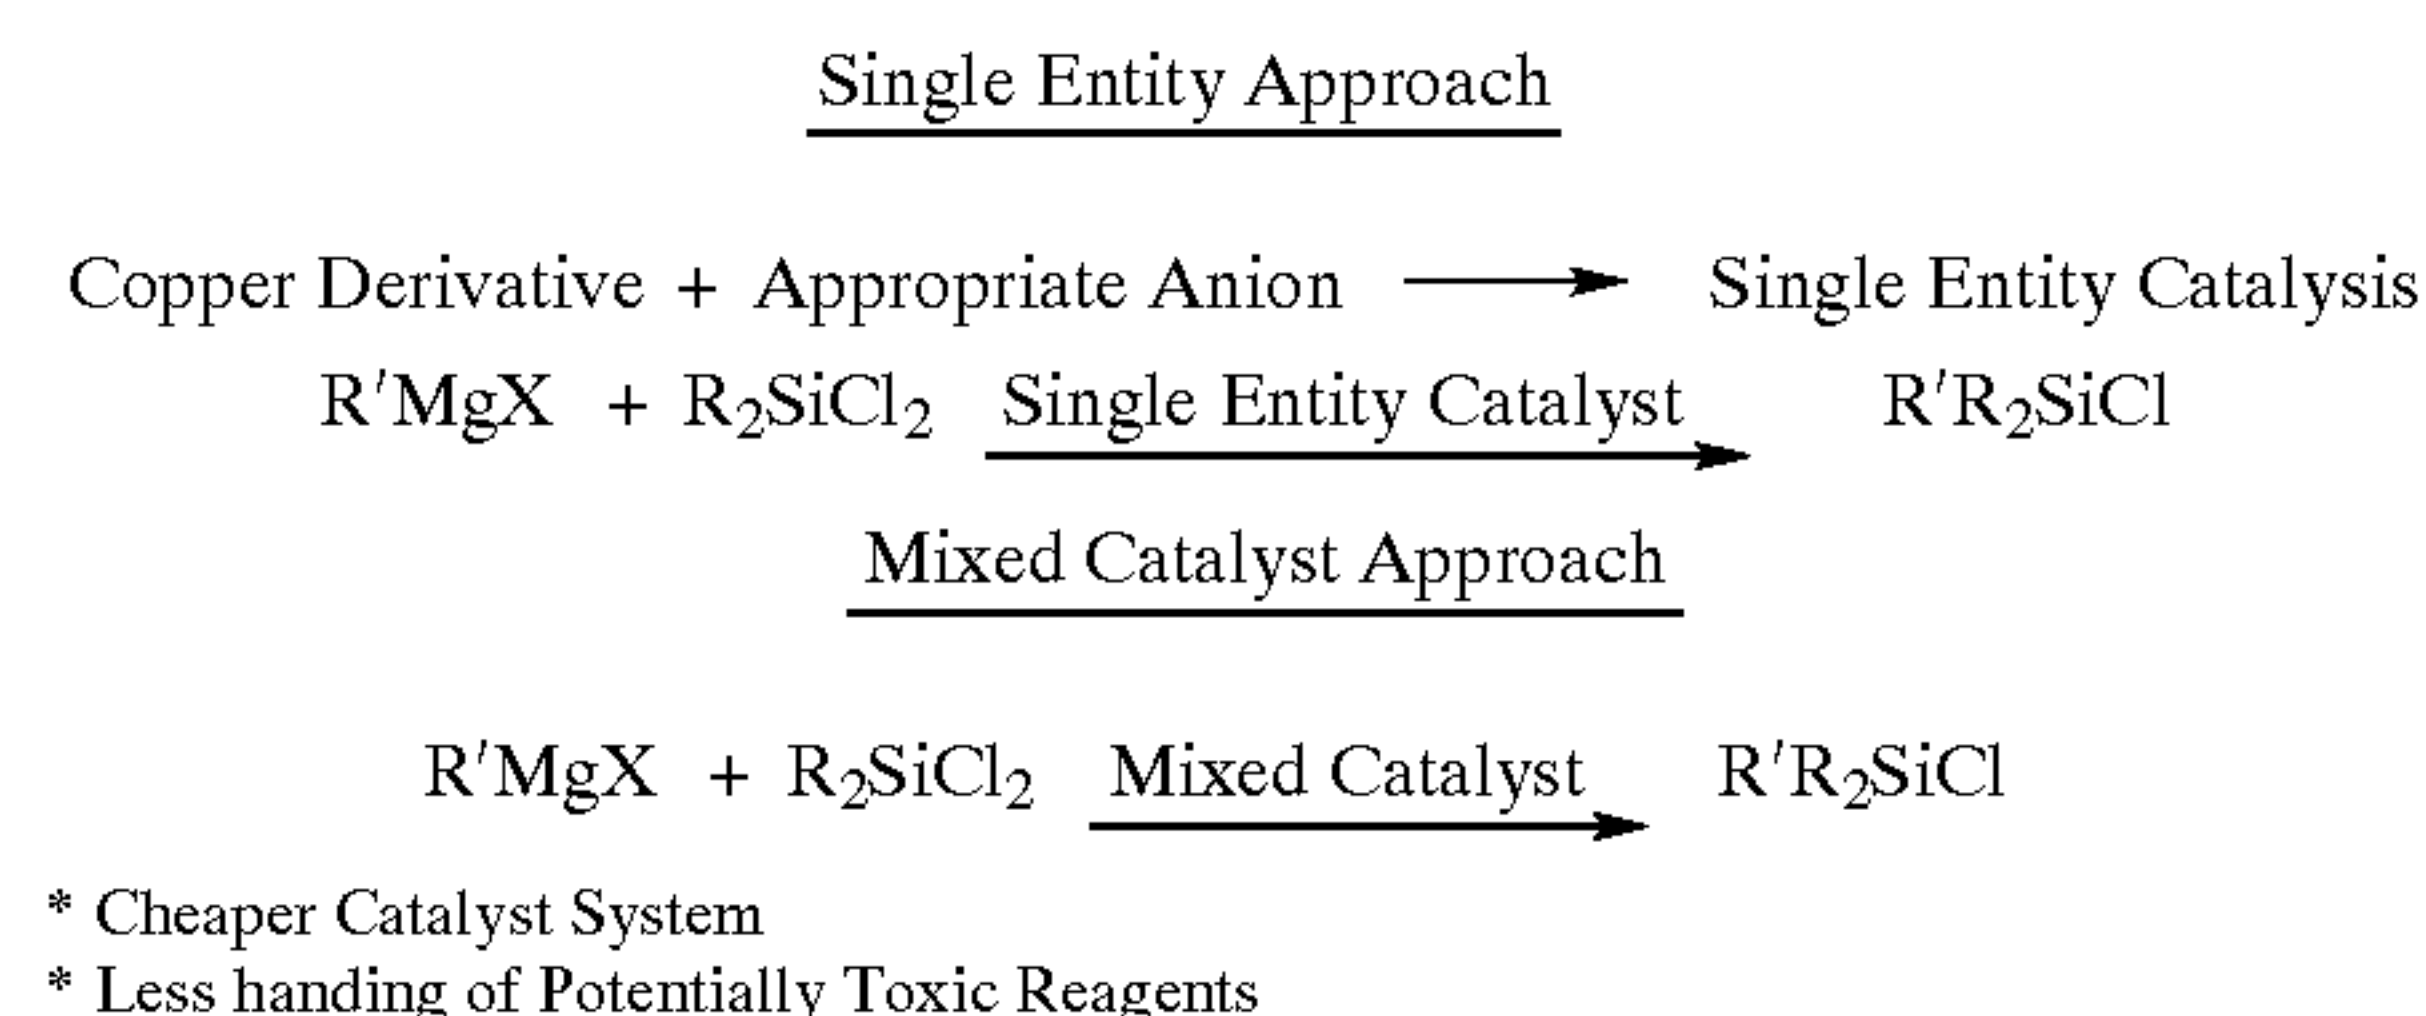 Single Entity Approach
Copper Derivative + Appropriate Anion ⟶ Single Entity Catalysis
R′MgX + R₂SiCl₂ Single Entity Catalyst R′R₂SiCl
Mixed Catalyst Approach
R′MgX + R₂SiCl₂ Mixed Catalyst R′R₂SiCl
* Cheaper Catalyst System
* Less handing of Potentially Toxic Reagents